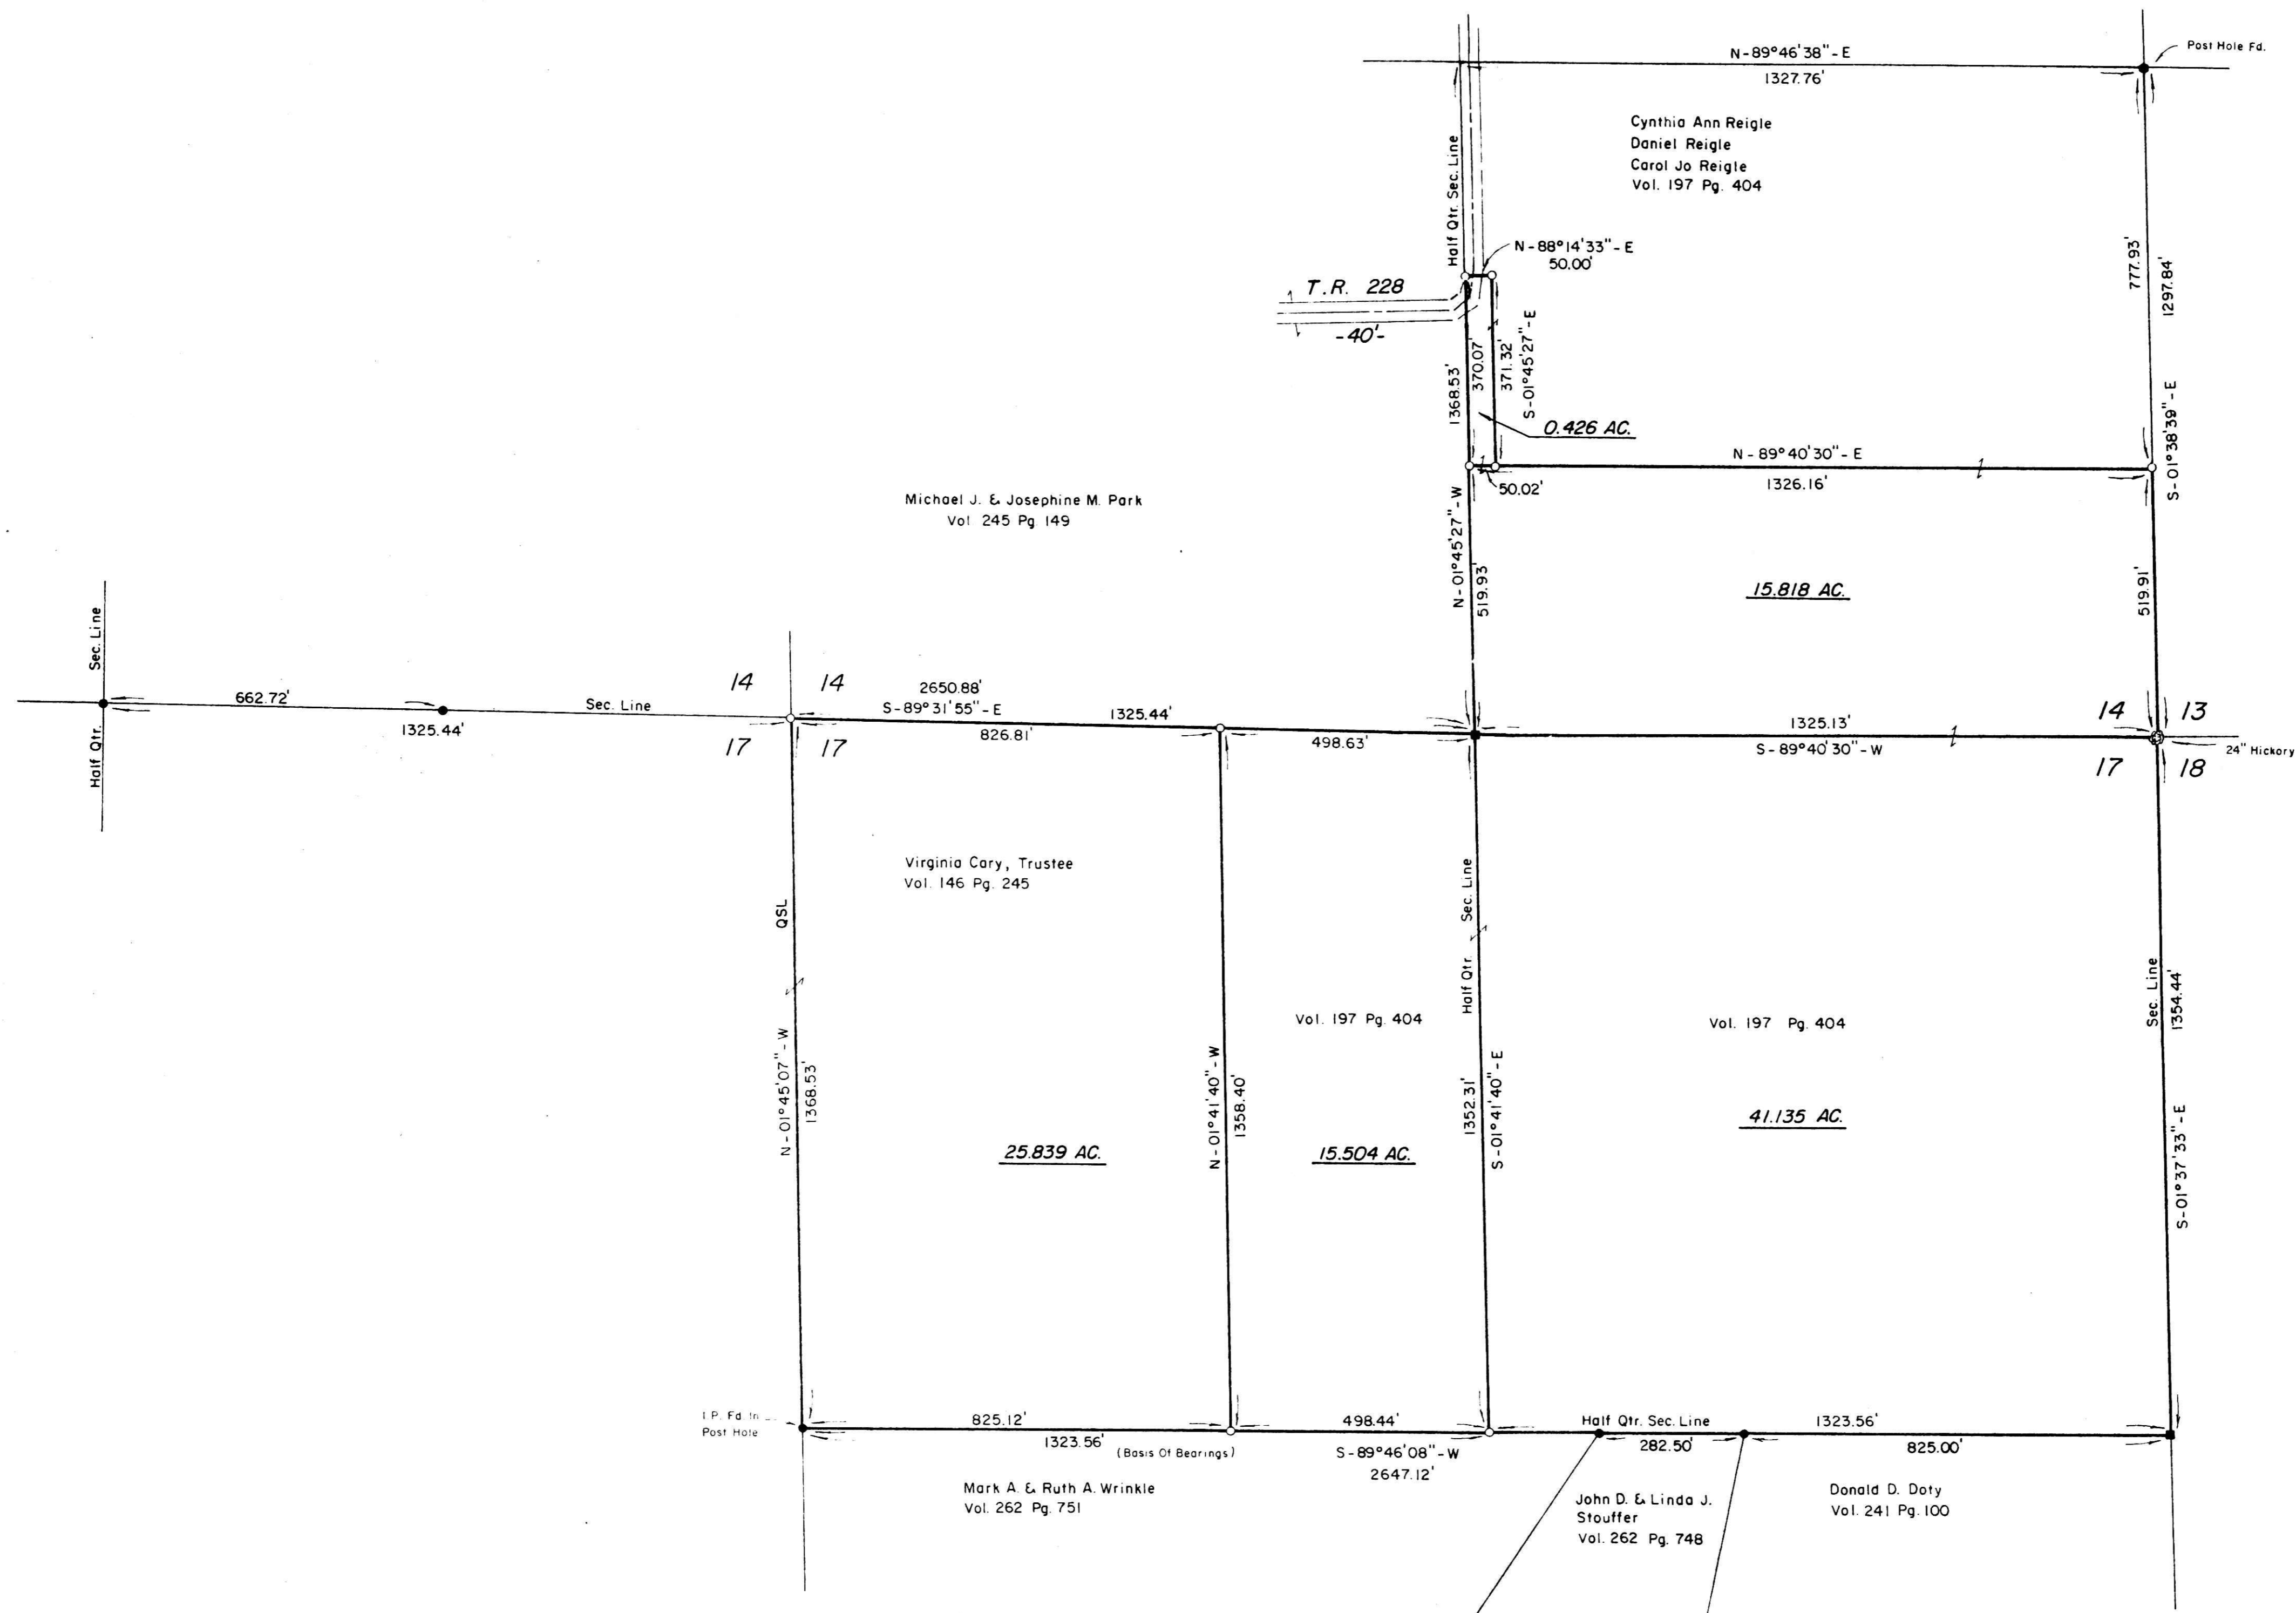 N-89°46'38"-E
1327.76'
Post Hole Fd.
Cynthia Ann Reigle
Daniel Reigle
Carol Jo Reigle
Vol. 197 Pg. 404
Half Qtr. Sec. Line
N-88°14'33"-E
50.00'
T.R. 228
-40'-
1368.53'
370.07'
371.32'
S-01°45'27"-E
0.426 AC.
777.93'
1297.84'
S-01°38'39"-E
N-89°40'30"-E
1326.16'
50.02'
Michael J. & Josephine M. Park
Vol 245 Pg. 149
N-01°45'27"-W
519.93'
15.818 AC.
519.91'
Sec. Line
Half Qtr.
662.72'
1325.44'
Sec. Line
14
14
17
17
2650.88'
S-89°31'55"-E
1325.44'
826.81'
498.63'
1325.13'
S-89°40'30"-W
14
13
17
18
24" Hickory
Virginia Cary, Trustee
Vol. 146 Pg. 245
QSL
N-01°45'07"-W
1368.53'
25.839 AC.
N-01°41'40"-W
1358.40'
Vol. 197 Pg. 404
15.504 AC.
Half Qtr. Sec. Line
1352.31'
S-01°41'40"-E
Vol. 197 Pg. 404
41.135 AC.
Sec. Line
1354.44'
S-01°37'33"-E
I.P. Fd. In
Post Hole
825.12'
1323.56'
(Basis Of Bearings)
498.44'
S-89°46'08"-W
2647.12'
Half Qtr. Sec. Line
282.50'
1323.56'
825.00'
Mark A. & Ruth A. Wrinkle
Vol. 262 Pg. 751
John D. & Linda J.
Stouffer
Vol. 262 Pg. 748
Donald D. Doty
Vol. 241 Pg. 100